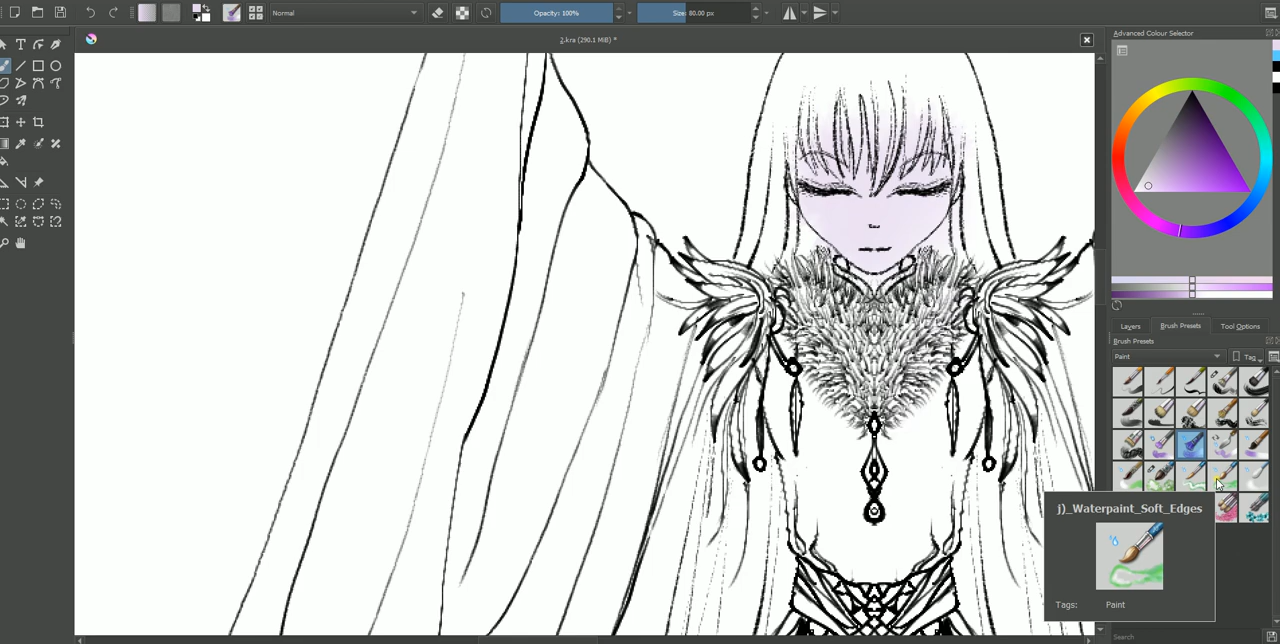 Normal
Opacity: 100%
Size: 80.00 px
2.kra (290.1 MiB) *
Advanced Colour Selector
Layers
Brush Presets
Tool Options
Brush Presets
Paint
Tag
j)_Waterpaint_Soft_Edges
Tags:
Paint
Search